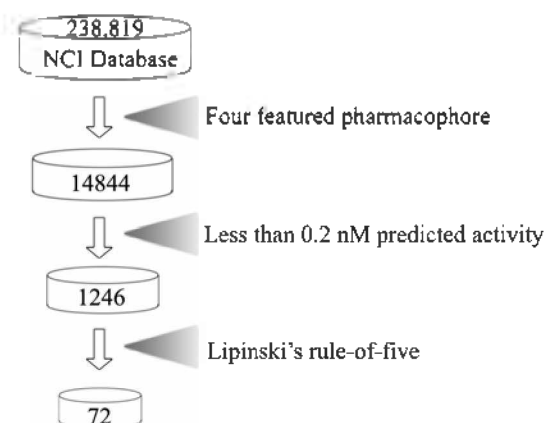 238,819
NCI Database
Four featured pharmacophore
14844
Less than 0.2 nM predicted activity
1246
Lipinski's rule-of-five
72